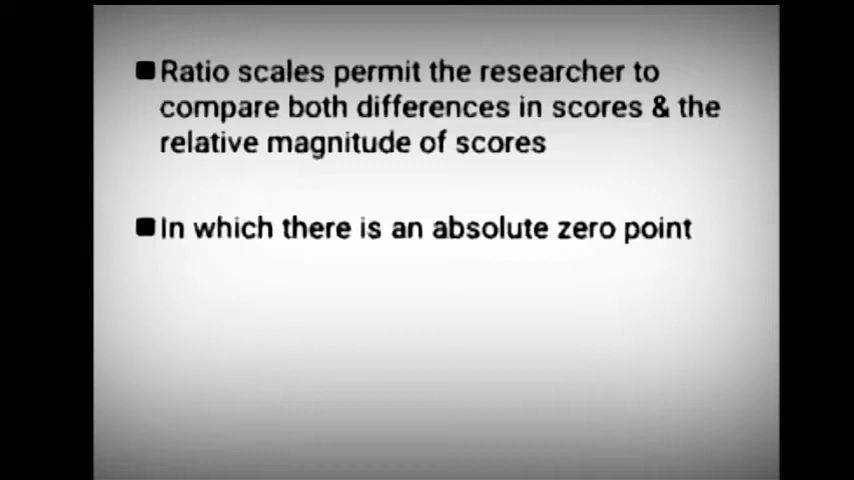 ■Ratio scales permit the researcher to
compare both differences in scores & the
relative magnitude of scores
■In which there is an absolute zero point